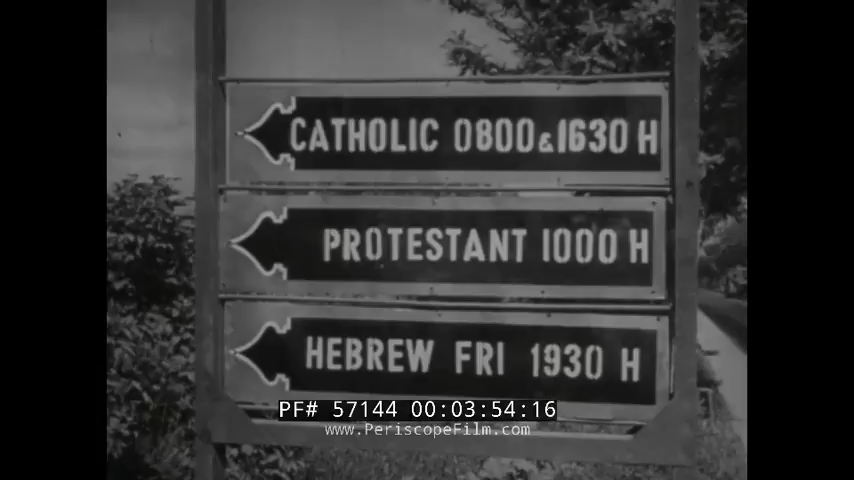 CATHOLIC 0800 & 1630 H
PROTESTANT 1000 H
HEBREW FRI 1930 H
PF# 57144 00:03:54:16
www.PeriscopeFilm.com